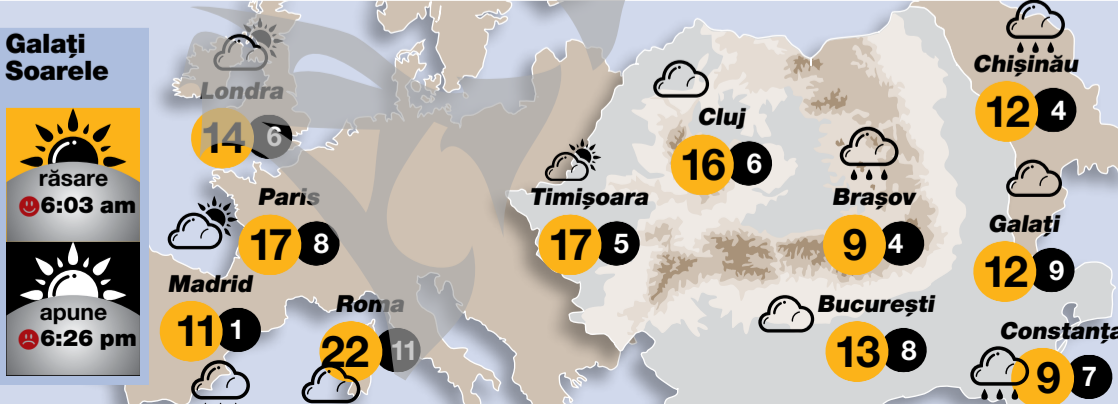 Galați
Soarele
răsare
6:03 am
apune
6:26 pm
Londra
14 6
Paris
17 8
Madrid
11 1
Roma
22 11
Timișoara
17 5
Cluj
16 6
Brașov
9 4
București
13 8
Chișinău
12 4
Galați
12 9
Constanța
9 7